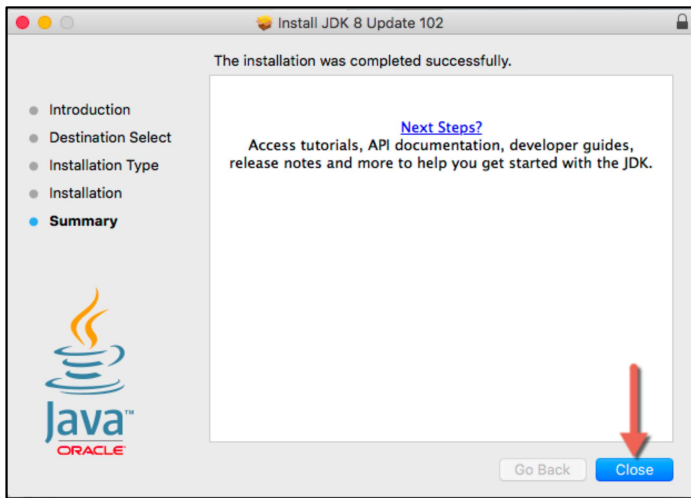 Install JDK 8 Update 102
The installation was completed successfully.
Introduction
Destination Select
Installation Type
Installation
Summary
Next Steps?
Access tutorials, API documentation, developer guides,
release notes and more to help you get started with the JDK.
Java™
ORACLE
Go Back
Close